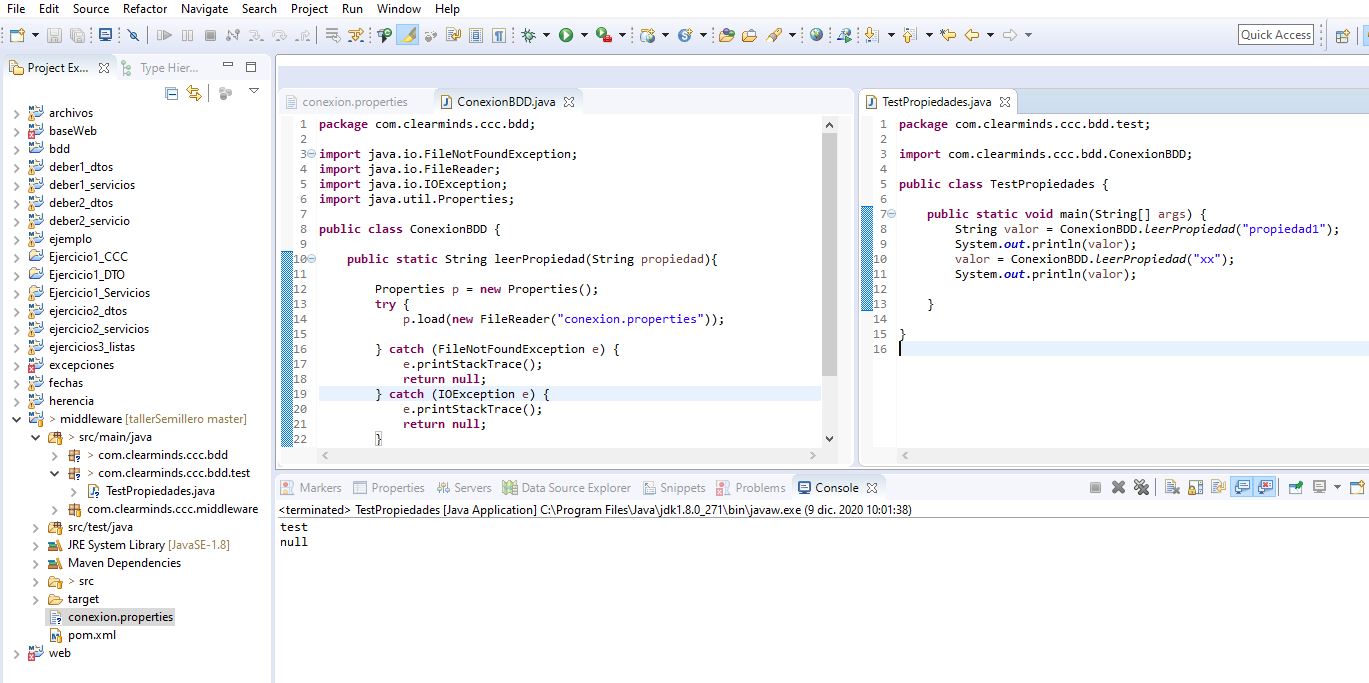 File Edit Source Refactor Navigate Search Project Run Window Help
Quick Access
Project Ex... Type Hier...
archivos
baseWeb
bdd
deber1_dtos
deber1_servicios
deber2_dtos
deber2_servicio
ejemplo
Ejercicio1_CCC
Ejercicio1_DTO
Ejercicio1_Servicios
ejercicio2_dtos
ejercicio2_servicios
ejercicios3_listas
excepciones
fechas
herencia
> middleware [tallerSemillero master]
> src/main/java
> com.clearminds.ccc.bdd
> com.clearminds.ccc.bdd.test
TestPropiedades.java
com.clearminds.ccc.middleware
src/test/java
JRE System Library [JavaSE-1.8]
Maven Dependencies
> src
target
conexion.properties
pom.xml
web
conexion.properties ConexionBDD.java
1 package com.clearminds.ccc.bdd;
2
3 import java.io.FileNotFoundException;
4 import java.io.FileReader;
5 import java.io.IOException;
6 import java.util.Properties;
7
8 public class ConexionBDD {
9
10 public static String leerPropiedad(String propiedad){
11
12 Properties p = new Properties();
13 try {
14 p.load(new FileReader("conexion.properties"));
15
16 } catch (FileNotFoundException e) {
17 e.printStackTrace();
18 return null;
19 } catch (IOException e) {
20 e.printStackTrace();
21 return null;
22 }
TestPropiedades.java
1 package com.clearminds.ccc.bdd.test;
2
3 import com.clearminds.ccc.bdd.ConexionBDD;
4
5 public class TestPropiedades {
6
7 public static void main(String[] args) {
8 String valor = ConexionBDD.leerPropiedad("propiedad1");
9 System.out.println(valor);
10 valor = ConexionBDD.leerPropiedad("xx");
11 System.out.println(valor);
12
13 }
14
15 }
16
Markers Properties Servers Data Source Explorer Snippets Problems Console
<terminated> TestPropiedades [Java Application] C:\Program Files\Java\jdk1.8.0_271\bin\javaw.exe (9 dic. 2020 10:01:38)
test
null